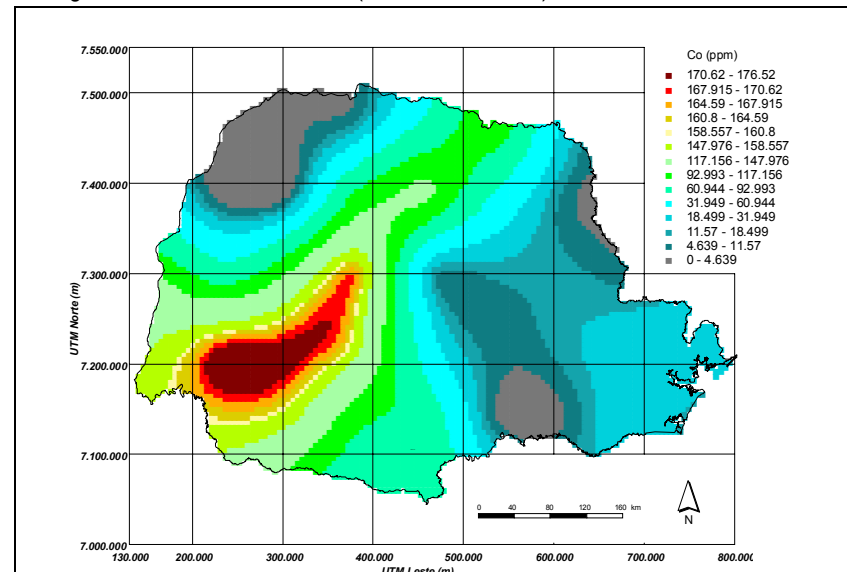 7.550.000
Co (ppm)
170.62 - 176.52
167.915 - 170.62
164.59 - 167.915
160.8 - 164.59
158.557 - 160.8
147.976 - 158.557
117.156 - 147.976
92.993 - 117.156
60.944 - 92.993
31.949 - 60.944
18.499 - 31.949
11.57 - 18.499
4.639 - 11.57
0 - 4.639
7.500.000
7.400.000
7.300.000
UTM Norte (m)
7.200.000
7.100.000
0 40 80 120 160 km
N
7.000.000
130.000 200.000 300.000 400.000 500.000 600.000 700.000 800.000
UTM Leste (m)